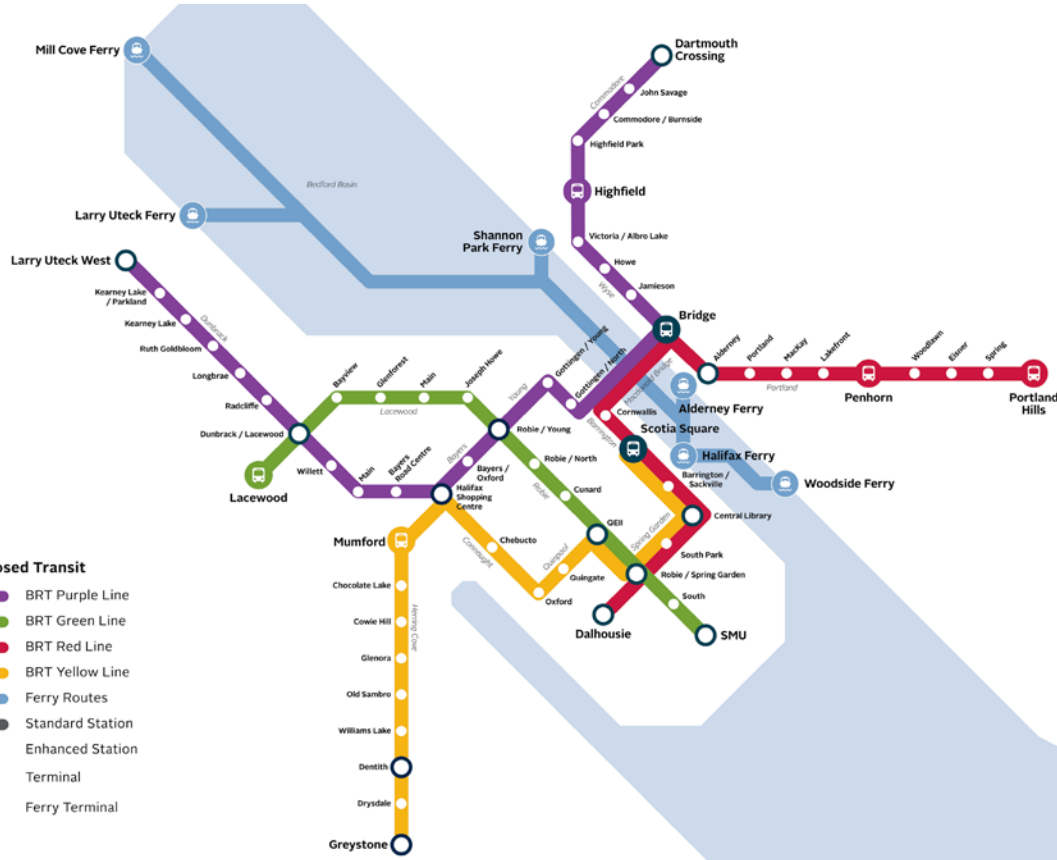 Mill Cove Ferry
Dartmouth
Crossing
Commodore
John Savage
Commodore / Burnside
Highfield Park
Bedford Basin
Highfield
Larry Uteck Ferry
Shannon
Park Ferry
Victoria / Albro Lake
Howe
Wyse
Jamieson
Larry Uteck West
Kearney Lake
/ Parkland
Kearney Lake
Dunbrack
Ruth Goldbloom
Longbrae
Radcliffe
Dunbrack / Lacewood
Willett
Lacewood
Bayview
Glenforest
Main
Joseph Howe
Lacewood
Young
Gottingen / Young
Gottingen / North
Bridge
Macdonald Bridge
Alderney
Portland
MacKay
Lakefront
Portland
Penhorn
Woodlawn
Eisner
Spring
Portland
Hills
Alderney Ferry
Cornwallis
Barrington
Scotia Square
Halifax Ferry
Woodside Ferry
Barrington /
Sackville
Main
Bayers
Road Centre
Bayers
Robie / Young
Bayers /
Oxford
Halifax
Shopping
Centre
Robie / North
Robie
Cunard
QEII
Spring Garden
Central Library
South Park
Robie / Spring Garden
South
SMU
Dalhousie
Mumford
Connaught
Chebucto
Quinpool
Quingate
Oxford
Chocolate Lake
Herring Cove
Cowie Hill
Glenora
Old Sambro
Williams Lake
Dentith
Drysdale
Greystone
osed Transit
BRT Purple Line
BRT Green Line
BRT Red Line
BRT Yellow Line
Ferry Routes
Standard Station
Enhanced Station
Terminal
Ferry Terminal